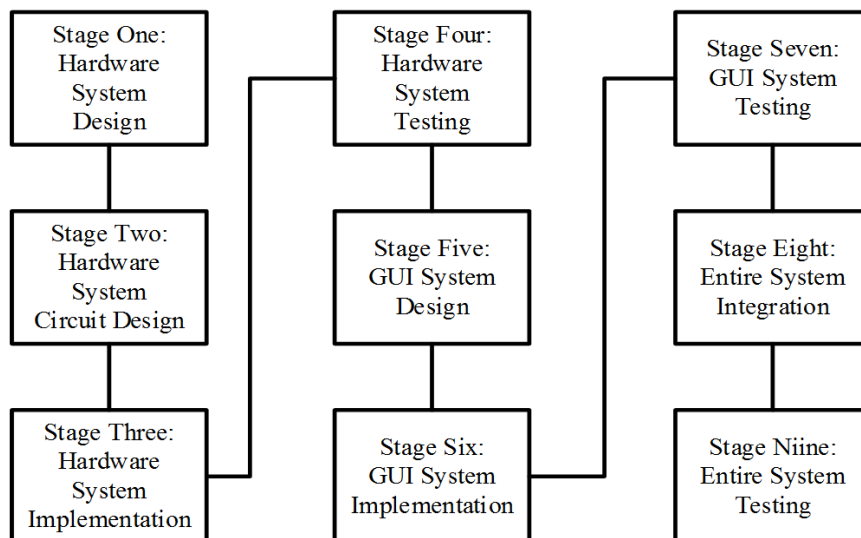 Stage One:
Hardware
System
Design
Stage Two:
Hardware
System
Circuit Design
Stage Three:
Hardware
System
Implementation
Stage Four:
Hardware
System
Testing
Stage Five:
GUI System
Design
Stage Six:
GUI System
Implementation
Stage Seven:
GUI System
Testing
Stage Eight:
Entire System
Integration
Stage Niine:
Entire System
Testing